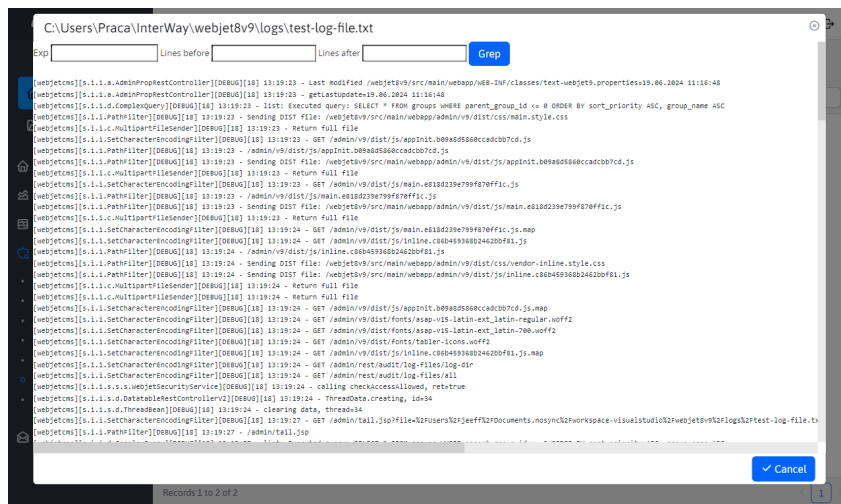 C:\Users\Praca\InterWay\webjet8v9\logs\test-log-file.txt
Exp Lines before Lines after Grep
[webjetcms][s.i.i.a.AdminPropRestController][DEBUG][18] 13:19:23 - Last modified /webjet8v9/src/main/webapp/WEB-INF/classes/text-webjet9.properties=19.06.2024 11:16:48
[webjetcms][s.i.i.a.AdminPropRestController][DEBUG][18] 13:19:23 - getLastUpdate=19.06.2024 11:16:48
[webjetcms][s.i.i.d.ComplexQuery][DEBUG][18] 13:19:23 - list: Executed query: SELECT * FROM groups WHERE parent_group_id <= 0 ORDER BY sort_priority ASC, group_name ASC
[webjetcms][s.i.i.PathFilter][DEBUG][18] 13:19:23 - Sending DIST file: /webjet8v9/src/main/webapp/admin/v9/dist/css/main.style.css
[webjetcms][s.i.i.c.MultipartFileSender][DEBUG][18] 13:19:23 - Return full file
[webjetcms][s.i.i.SetCharacterEncodingFilter][DEBUG][18] 13:19:23 - GET /admin/v9/dist/js/appInit.b09a8d5860ccadcbb7cd.js
[webjetcms][s.i.i.PathFilter][DEBUG][18] 13:19:23 - /admin/v9/dist/js/appInit.b09a8d5860ccadcbb7cd.js
[webjetcms][s.i.i.PathFilter][DEBUG][18] 13:19:23 - Sending DIST file: /webjet8v9/src/main/webapp/admin/v9/dist/js/appInit.b09a8d5860ccadcbb7cd.js
[webjetcms][s.i.i.c.MultipartFileSender][DEBUG][18] 13:19:23 - Return full file
[webjetcms][s.i.i.SetCharacterEncodingFilter][DEBUG][18] 13:19:23 - GET /admin/v9/dist/js/main.e818d239e799f870ff1c.js
[webjetcms][s.i.i.PathFilter][DEBUG][18] 13:19:23 - /admin/v9/dist/js/main.e818d239e799f870ff1c.js
[webjetcms][s.i.i.PathFilter][DEBUG][18] 13:19:23 - Sending DIST file: /webjet8v9/src/main/webapp/admin/v9/dist/js/main.e818d239e799f870ff1c.js
[webjetcms][s.i.i.c.MultipartFileSender][DEBUG][18] 13:19:23 - Return full file
[webjetcms][s.i.i.SetCharacterEncodingFilter][DEBUG][18] 13:19:24 - GET /admin/v9/dist/js/main.e818d239e799f870ff1c.js.map
[webjetcms][s.i.i.SetCharacterEncodingFilter][DEBUG][18] 13:19:24 - GET /admin/v9/dist/js/inline.c86b459368b2462bbf81.js
[webjetcms][s.i.i.PathFilter][DEBUG][18] 13:19:24 - /admin/v9/dist/js/inline.c86b459368b2462bbf81.js
[webjetcms][s.i.i.PathFilter][DEBUG][18] 13:19:24 - Sending DIST file: /webjet8v9/src/main/webapp/admin/v9/dist/css/vendor-inline.style.css
[webjetcms][s.i.i.PathFilter][DEBUG][18] 13:19:24 - Sending DIST file: /webjet8v9/src/main/webapp/admin/v9/dist/js/inline.c86b459368b2462bbf81.js
[webjetcms][s.i.i.c.MultipartFileSender][DEBUG][18] 13:19:24 - Return full file
[webjetcms][s.i.i.c.MultipartFileSender][DEBUG][18] 13:19:24 - Return full file
[webjetcms][s.i.i.SetCharacterEncodingFilter][DEBUG][18] 13:19:24 - GET /admin/v9/dist/js/appInit.b09a8d5860ccadcbb7cd.js.map
[webjetcms][s.i.i.SetCharacterEncodingFilter][DEBUG][18] 13:19:24 - GET /admin/v9/dist/fonts/asap-v15-latin-ext_latin-regular.woff2
[webjetcms][s.i.i.SetCharacterEncodingFilter][DEBUG][18] 13:19:24 - GET /admin/v9/dist/fonts/asap-v15-latin-ext_latin-700.woff2
[webjetcms][s.i.i.SetCharacterEncodingFilter][DEBUG][18] 13:19:24 - GET /admin/v9/dist/fonts/tabler-icons.woff2
[webjetcms][s.i.i.SetCharacterEncodingFilter][DEBUG][18] 13:19:24 - GET /admin/v9/dist/js/inline.c86b459368b2462bbf81.js.map
[webjetcms][s.i.i.SetCharacterEncodingFilter][DEBUG][18] 13:19:24 - GET /admin/rest/audit/log-files/log-dir
[webjetcms][s.i.i.SetCharacterEncodingFilter][DEBUG][18] 13:19:24 - GET /admin/rest/audit/log-files/all
[webjetcms][s.i.i.s.s.s.WebjetSecurityService][DEBUG][18] 13:19:24 - calling checkAccessAllowed, ret=true
[webjetcms][s.i.i.s.d.DatatableRestControllerV2][DEBUG][18] 13:19:24 - ThreadData.creating, id=34
[webjetcms][s.i.i.s.d.ThreadBean][DEBUG][18] 13:19:24 - clearing data, thread=34
[webjetcms][s.i.i.SetCharacterEncodingFilter][DEBUG][18] 13:19:27 - GET /admin/tail.jsp?file=%2FUsers%2Fjeeff%2FDocuments.nosync%2Fworkspace-visualstudio%2Fwebjet8v9%2Flogs%2Ftest-log-file.tx
[webjetcms][s.i.i.PathFilter][DEBUG][18] 13:19:27 - /admin/tail.jsp
Cancel
Records 1 to 2 of 2
1